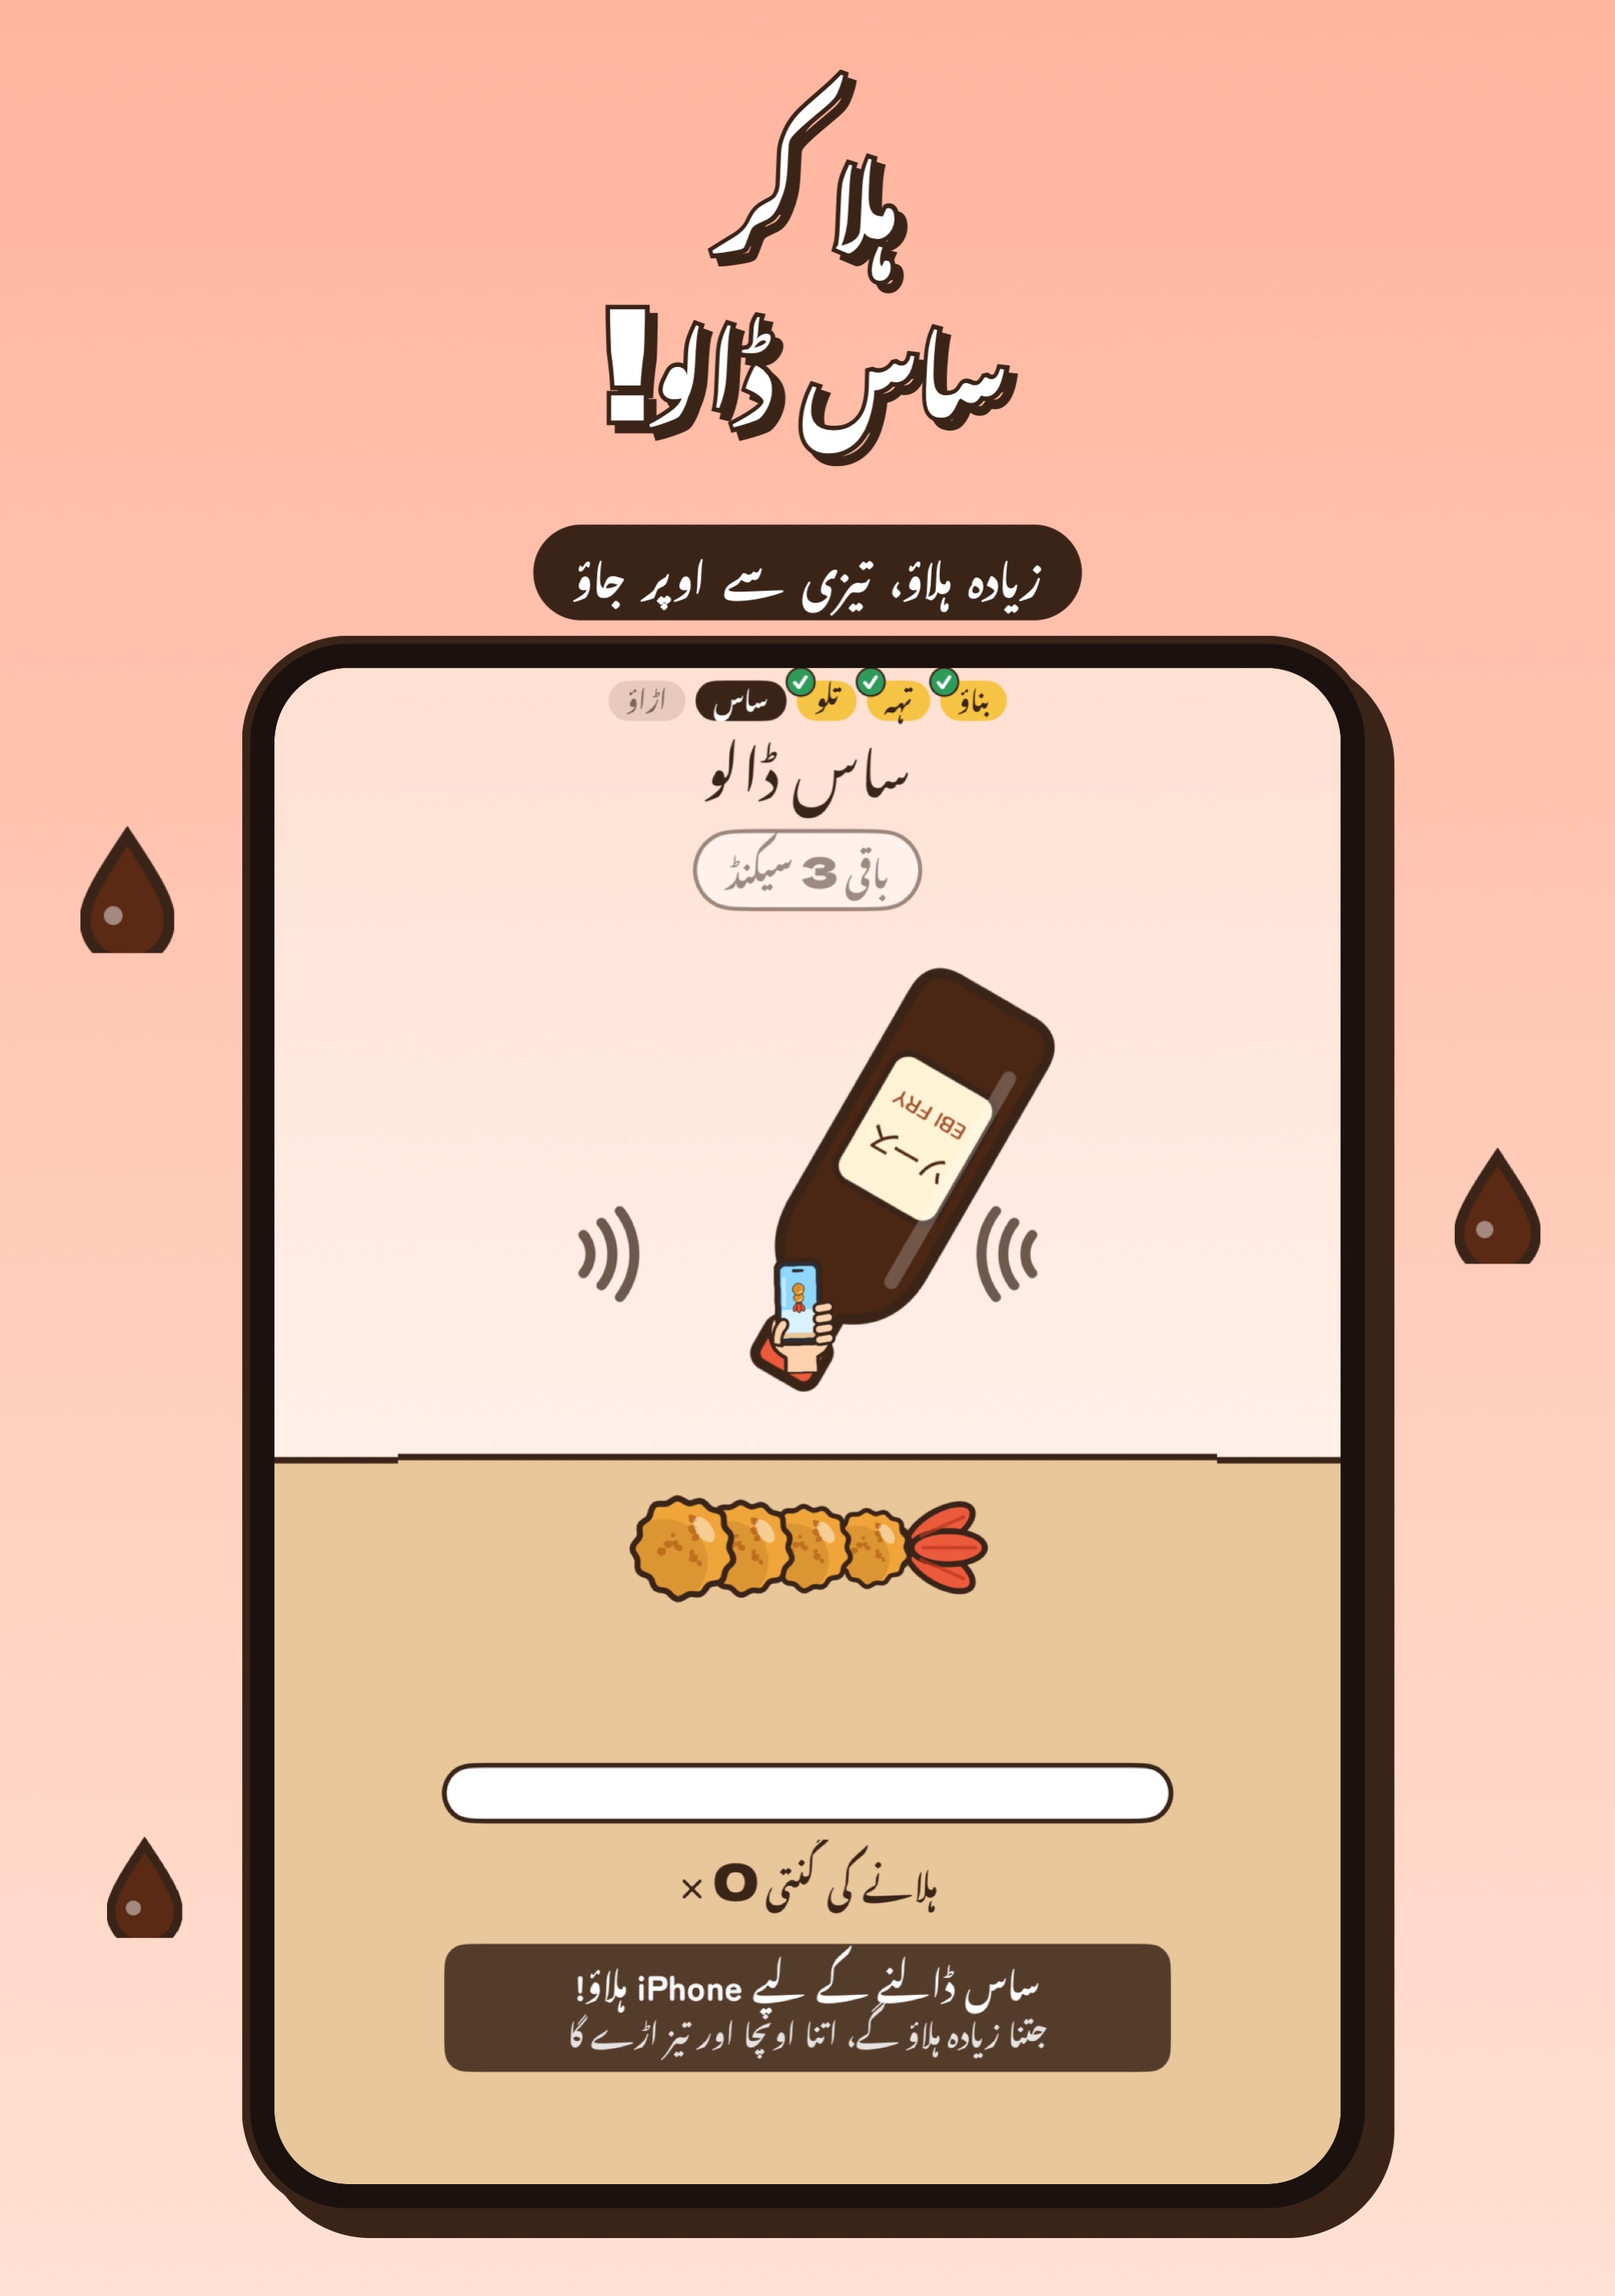 ہلا کر
ساس ڈالو!
زیادہ ہلاؤ، تیزی سے اوپر جاؤ
بناؤ تہہ تلو ساس اڑاؤ
ساس ڈالو
باقی 3 سیکنڈ
ソース
EBI FRY
ہلانے کی گنتی 0 ×
ساس ڈالنے کے لیے iPhone ہلاؤ!
جتنا زیادہ ہلاؤ گے، اتنا اونچا اور تیز اڑے گا